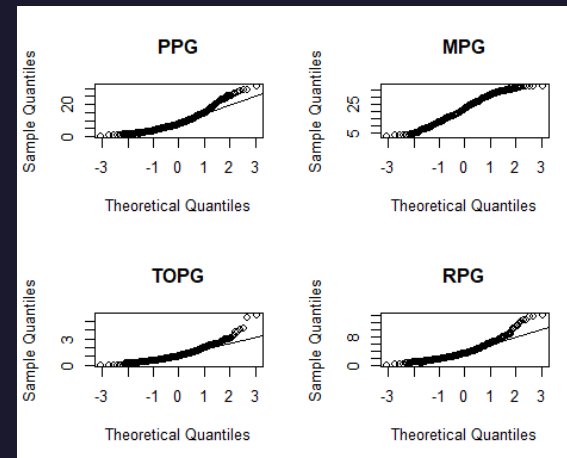 PPG
Sample Quantiles
0 20
-3 -1 0 1 2 3
Theoretical Quantiles
MPG
Sample Quantiles
5 25
-3 -1 0 1 2 3
Theoretical Quantiles
TOPG
Sample Quantiles
0 3
-3 -1 0 1 2 3
Theoretical Quantiles
RPG
Sample Quantiles
0 8
-3 -1 0 1 2 3
Theoretical Quantiles